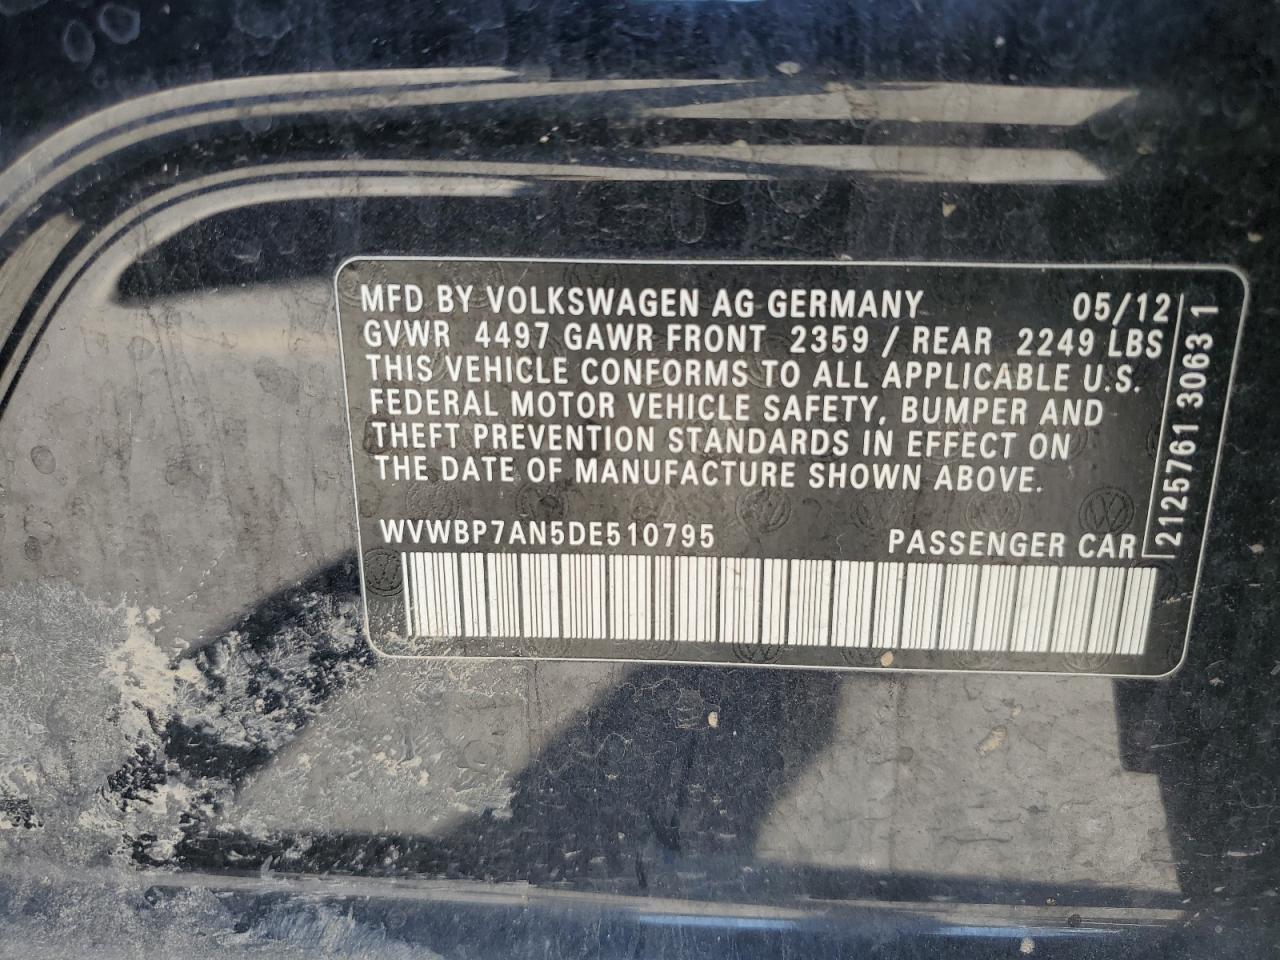 MFD BY VOLKSWAGEN AG GERMANY 05/12
GVWR 4497 GAWR FRONT 2359 / REAR 2249 LBS
THIS VEHICLE CONFORMS TO ALL APPLICABLE U.S.
FEDERAL MOTOR VEHICLE SAFETY, BUMPER AND
THEFT PREVENTION STANDARDS IN EFFECT ON
THE DATE OF MANUFACTURE SHOWN ABOVE.
WVWBP7AN5DE510795 PASSENGER CAR
2125761 3063 1